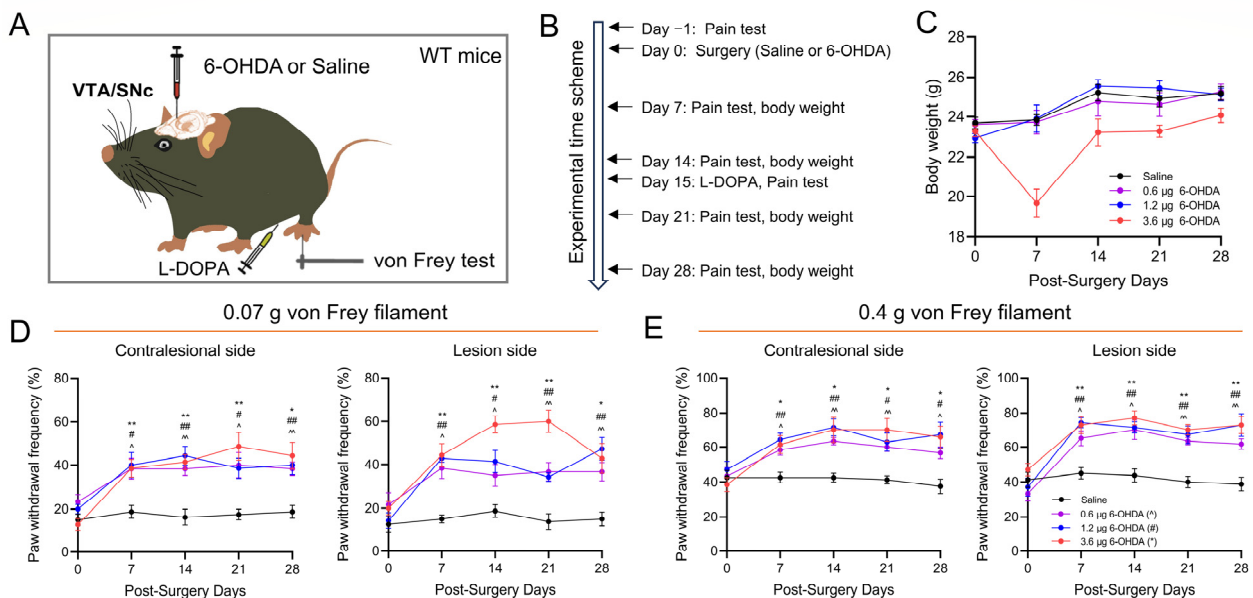 A
WT mice
6-OHDA or Saline
VTA/SNc
L-DOPA
von Frey test
B
Experimental time scheme
Day −1: Pain test
Day 0: Surgery (Saline or 6-OHDA)
Day 7: Pain test, body weight
Day 14: Pain test, body weight
Day 15: L-DOPA, Pain test
Day 21: Pain test, body weight
Day 28: Pain test, body weight
C
Body weight (g)
28
26
24
22
20
18
Saline
0.6 μg 6-OHDA
1.2 μg 6-OHDA
3.6 μg 6-OHDA
0 7 14 21 28
Post-Surgery Days
D
0.07 g von Frey filament
Contralesional side
Paw withdrawal frequency (%)
80
60
40
20
0
** ** ** *
# ## # ##
^ ^^ ^ ^^
0 7 14 21 28
Post-Surgery Days
Lesion side
Paw withdrawal frequency (%)
80
60
40
20
0
** ** ** *
## # ## ##
^ ^ ^^ ^^
0 7 14 21 28
Post-Surgery Days
E
0.4 g von Frey filament
Contralesional side
Paw withdrawal frequency (%)
100
80
60
40
20
0
* * * *
## ## # #
^ ^^ ^^ ^
0 7 14 21 28
Post-Surgery Days
Lesion side
Paw withdrawal frequency (%)
100
80
60
40
20
0
** ** ** **
## ## ## ##
^ ^ ^^ ^^
Saline
0.6 μg 6-OHDA (^)
1.2 μg 6-OHDA (#)
3.6 μg 6-OHDA (*)
0 7 14 21 28
Post-Surgery Days